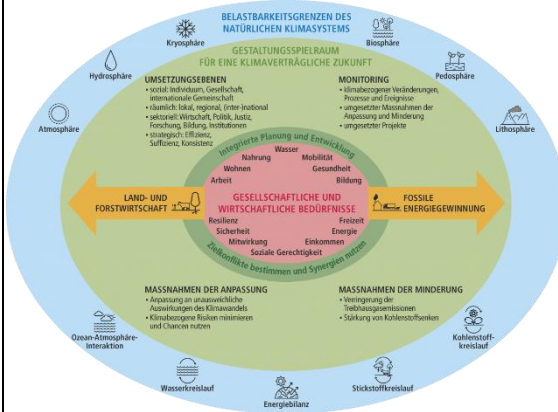 BELASTBARKEITSGRENZEN DES
NATÜRLICHEN KLIMASYSTEMS
Kryosphäre
Biosphäre
GESTALTUNGSSPIELRAUM
FÜR EINE KLIMAVERTRÄGLICHE ZUKUNFT
Hydrosphäre
Pedosphäre
UMSETZUNGSEBENEN
• sozial: Individuum, Gesellschaft,
internationale Gemeinschaft
• räumlich: lokal, regional, (inter-)national
• sektoriell: Wirtschaft, Politik, Justiz,
Forschung, Bildung, Institutionen
• strategisch: Effizienz,
Suffizienz, Konsistenz
MONITORING
• klimabezogener Veränderungen,
Prozesse und Ereignisse
• umgesetzter Massnahmen der
Anpassung und Minderung
• umgesetzter Projekte
Atmosphäre
Lithosphäre
Integrierte Planung und Entwicklung
Wasser
Nahrung
Mobilität
Wohnen
Gesundheit
Arbeit
Bildung
LAND- UND
FORSTWIRTSCHAFT
GESELLSCHAFTLICHE UND
WIRTSCHAFTLICHE BEDÜRFNISSE
FOSSILE
ENERGIEGEWINNUNG
Resilienz
Freizeit
Sicherheit
Energie
Mitwirkung
Einkommen
Soziale Gerechtigkeit
Zielkonflikte bestimmen und Synergien nutzen
MASSNAHMEN DER ANPASSUNG
• Anpassung an unausweichliche
Auswirkungen des Klimawandels
• Klimabezogene Risiken minimieren
und Chancen nutzen
MASSNAHMEN DER MINDERUNG
• Verringerung der
Treibhausgasemissionen
• Stärkung von Kohlenstoffsenken
Ozean-Atmosphäre-
Interaktion
Kohlenstoff-
kreislauf
Wasserkreislauf
Stickstoffkreislauf
Energiebilanz